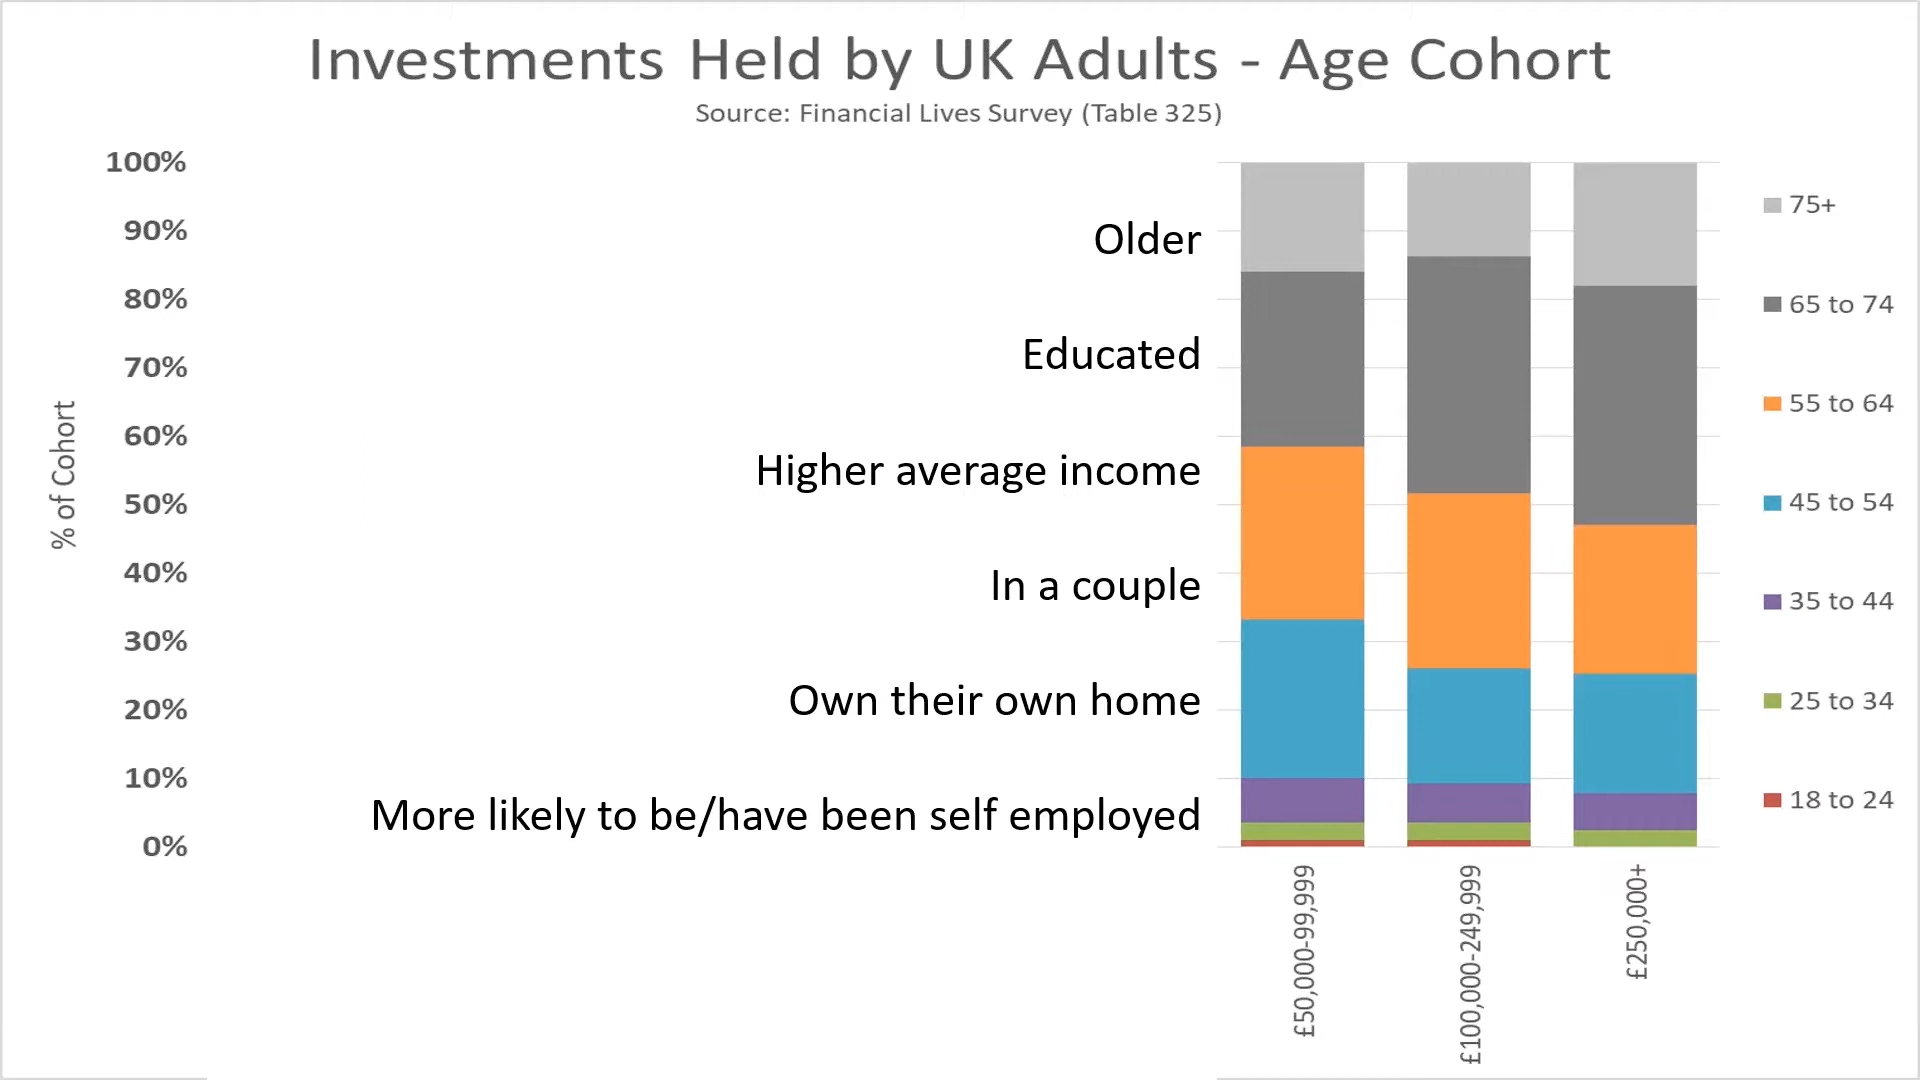 Investments Held by UK Adults - Age Cohort
Source: Financial Lives Survey (Table 325)
% of Cohort
100%
90%
80%
70%
60%
50%
40%
30%
20%
10%
0%
Older
Educated
Higher average income
In a couple
Own their own home
More likely to be/have been self employed
£50,000-99,999
£100,000-249,999
£250,000+
75+
65 to 74
55 to 64
45 to 54
35 to 44
25 to 34
18 to 24